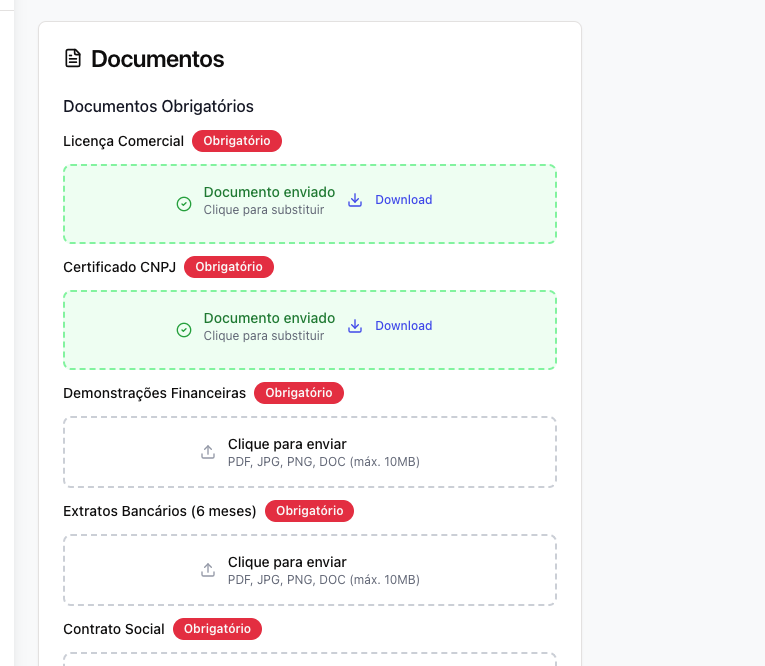 Documentos
Documentos Obrigatórios
Licença Comercial Obrigatório
Documento enviado
Clique para substituir
Download
Certificado CNPJ Obrigatório
Documento enviado
Clique para substituir
Download
Demonstrações Financeiras Obrigatório
Clique para enviar
PDF, JPG, PNG, DOC (máx. 10MB)
Extratos Bancários (6 meses) Obrigatório
Clique para enviar
PDF, JPG, PNG, DOC (máx. 10MB)
Contrato Social Obrigatório